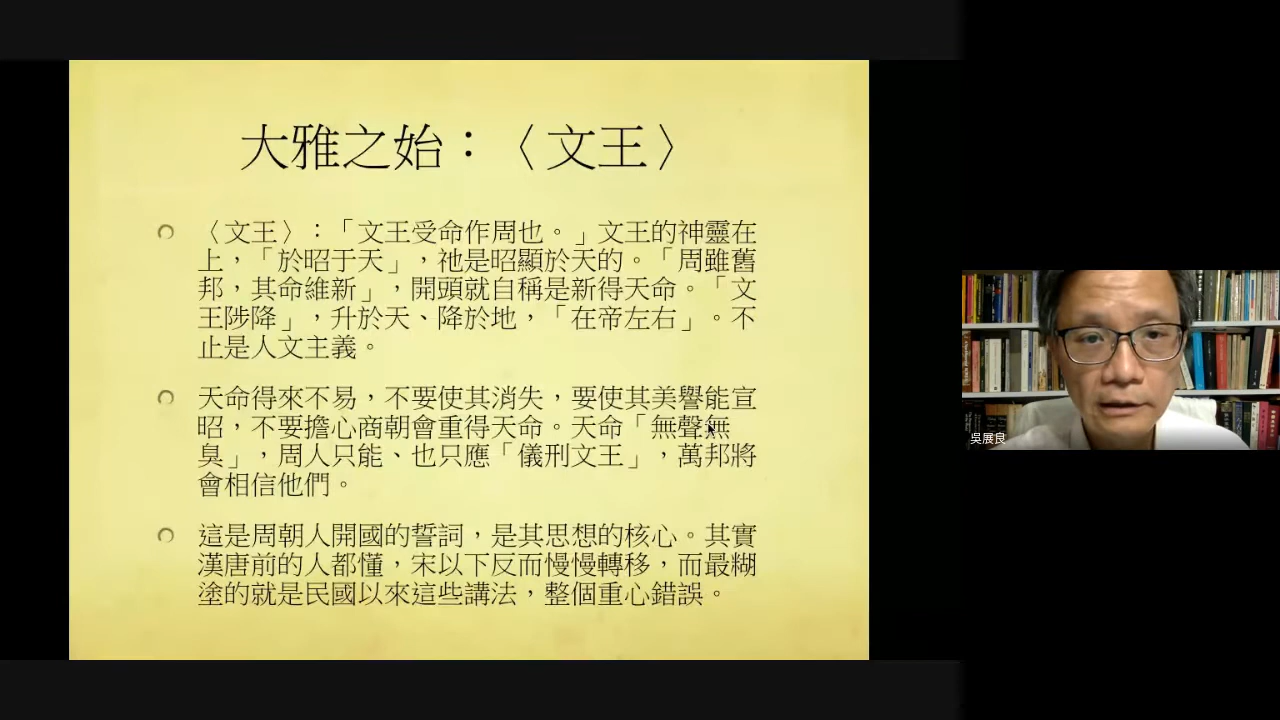 大雅之始：〈文王〉
〈文王〉：「文王受命作周也。」文王的神靈在
上，「於昭于天」，祂是昭顯於天的。「周雖舊
邦，其命維新」，開頭就自稱是新得天命。「文
王陟降」，升於天、降於地，「在帝左右」。不
止是人文主義。
天命得來不易，不要使其消失，要使其美譽能宣
昭，不要擔心商朝會重得天命。天命「無聲無
臭」，周人只能、也只應「儀刑文王」，萬邦將
會相信他們。
這是周朝人開國的誓詞，是其思想的核心。其實
漢唐前的人都懂，宋以下反而慢慢轉移，而最糊
塗的就是民國以來這些講法，整個重心錯誤。
吳展良